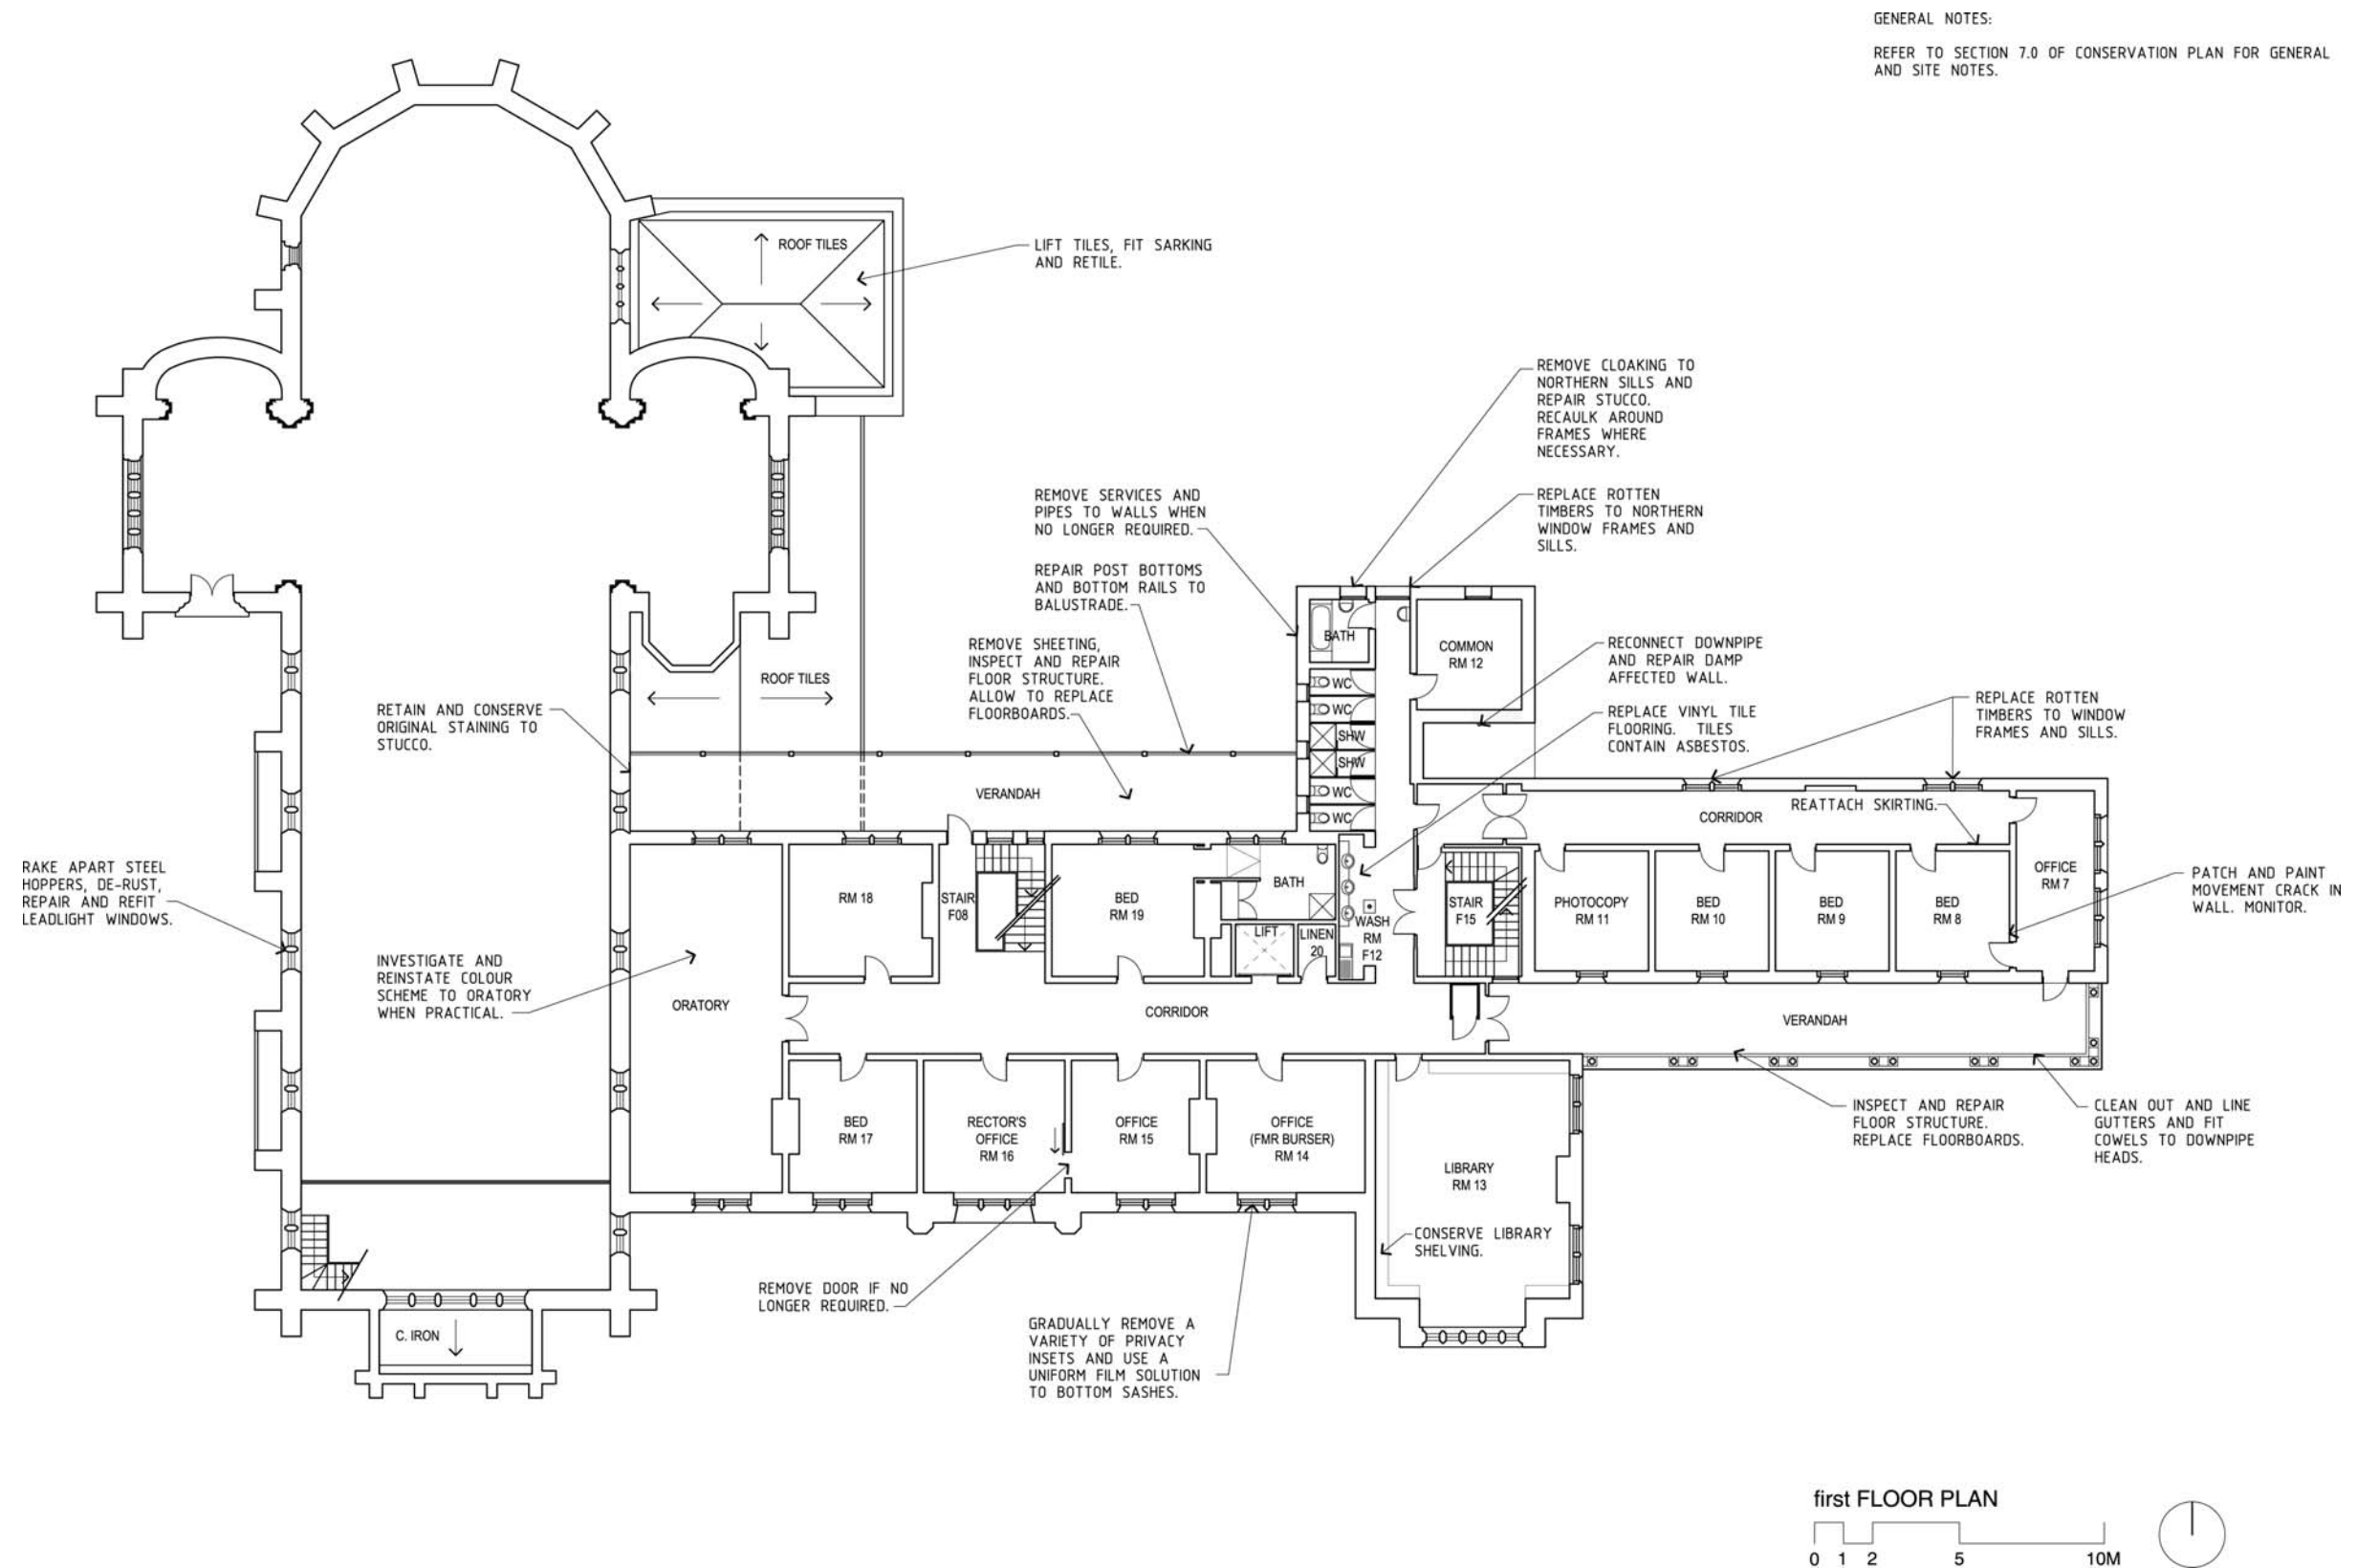 GENERAL NOTES:
REFER TO SECTION 7.0 OF CONSERVATION PLAN FOR GENERAL
AND SITE NOTES.
ROOF TILES
LIFT TILES, FIT SARKING
AND RETILE.
REMOVE CLOAKING TO
NORTHERN SILLS AND
REPAIR STUCCO.
RECAULK AROUND
FRAMES WHERE
NECESSARY.
REMOVE SERVICES AND
PIPES TO WALLS WHEN
NO LONGER REQUIRED.
REPLACE ROTTEN
TIMBERS TO NORTHERN
WINDOW FRAMES AND
SILLS.
REPAIR POST BOTTOMS
AND BOTTOM RAILS TO
BALUSTRADE.
REMOVE SHEETING,
INSPECT AND REPAIR
FLOOR STRUCTURE.
ALLOW TO REPLACE
FLOORBOARDS.
BATH
COMMON
RM 12
RECONNECT DOWNPIPE
AND REPAIR DAMP
AFFECTED WALL.
ROOF TILES
WC
WC
SHW
SHW
WC
WC
RETAIN AND CONSERVE
ORIGINAL STAINING TO
STUCCO.
REPLACE VINYL TILE
FLOORING. TILES
CONTAIN ASBESTOS.
REPLACE ROTTEN
TIMBERS TO WINDOW
FRAMES AND SILLS.
VERANDAH
REATTACH SKIRTING.
CORRIDOR
RAKE APART STEEL
HOPPERS, DE-RUST,
REPAIR AND REFIT
LEADLIGHT WINDOWS.
RM 18
STAIR
F08
BED
RM 19
BATH
LIFT
LINEN
20
WASH
RM
F12
STAIR
F15
PHOTOCOPY
RM 11
BED
RM 10
BED
RM 9
BED
RM 8
OFFICE
RM 7
PATCH AND PAINT
MOVEMENT CRACK IN
WALL. MONITOR.
INVESTIGATE AND
REINSTATE COLOUR
SCHEME TO ORATORY
WHEN PRACTICAL.
ORATORY
CORRIDOR
VERANDAH
BED
RM 17
RECTOR'S
OFFICE
RM 16
OFFICE
RM 15
OFFICE
(FMR BURSER)
RM 14
LIBRARY
RM 13
INSPECT AND REPAIR
FLOOR STRUCTURE.
REPLACE FLOORBOARDS.
CLEAN OUT AND LINE
GUTTERS AND FIT
COWELS TO DOWNPIPE
HEADS.
CONSERVE LIBRARY
SHELVING.
REMOVE DOOR IF NO
LONGER REQUIRED.
GRADUALLY REMOVE A
VARIETY OF PRIVACY
INSETS AND USE A
UNIFORM FILM SOLUTION
TO BOTTOM SASHES.
C. IRON
first FLOOR PLAN
0 1 2 5 10M